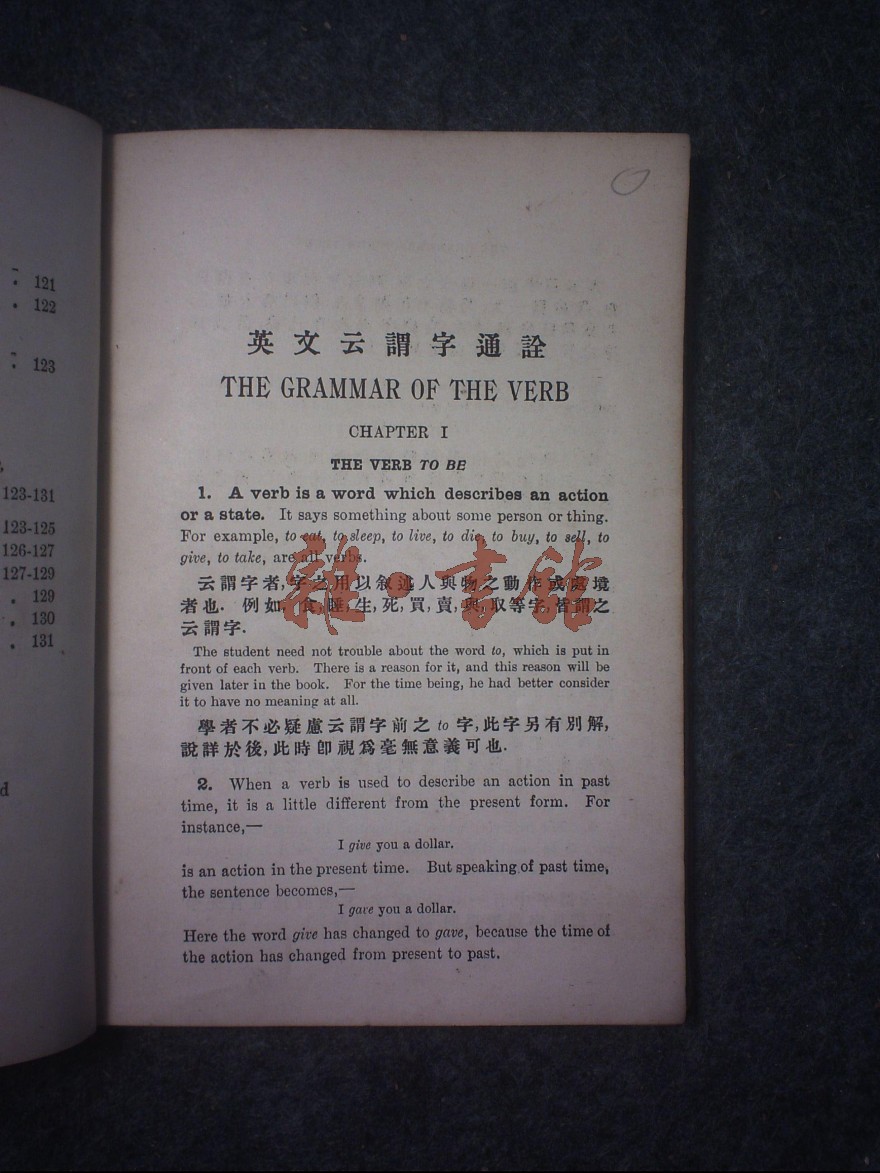 121
122
123
123-131
123-125
126-127
127-129
129
130
131
d
英文云謂字通詮
THE GRAMMAR OF THE VERB
CHAPTER I
THE VERB TO BE
1. A verb is a word which describes an action
or a state. It says something about some person or thing.
For example, to eat, to sleep, to live, to die, to buy, to sell, to
give, to take, are all verbs.
云謂字者,字之用以叙述人與物之動作或處境
者也. 例如,食,睡,生,死,買,賣,與,取等字,皆謂之
云謂字.
The student need not trouble about the word to, which is put in
front of each verb. There is a reason for it, and this reason will be
given later in the book. For the time being, he had better consider
it to have no meaning at all.
學者不必疑慮云謂字前之 to 字,此字另有別解,
說詳於後,此時卽視爲毫無意義可也.
2. When a verb is used to describe an action in past
time, it is a little different from the present form. For
instance,—
I give you a dollar.
is an action in the present time. But speaking of past time,
the sentence becomes,—
I gave you a dollar.
Here the word give has changed to gave, because the time of
the action has changed from present to past.
雜·書館